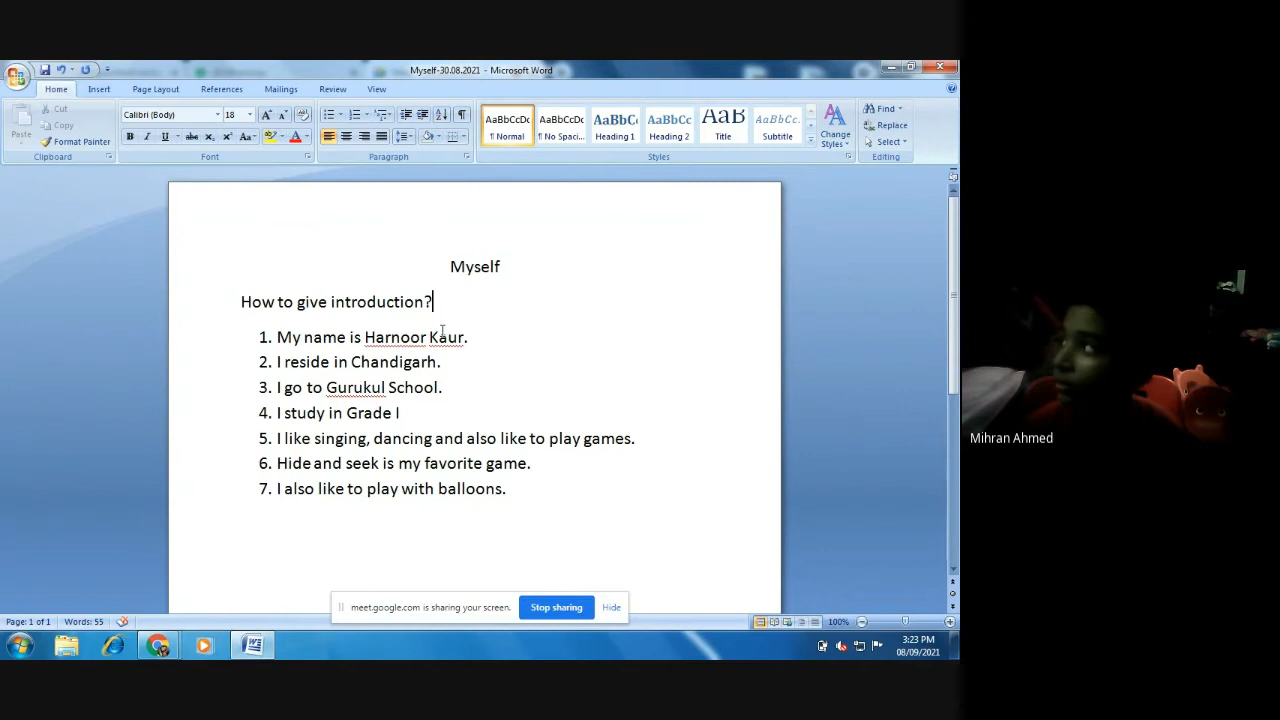 Myself-30.08.2021 - Microsoft Word
Home Insert Page Layout References Mailings Review View
Paste
Cut
Copy
Format Painter
Clipboard
Calibri (Body) 18
Font
Paragraph
AaBbCcDc AaBbCcDc AaBbC AaBbCc AaBb AaBbCc.
¶ Normal ¶ No Spaci... Heading 1 Heading 2 Title Subtitle
Change Styles
Styles
Find
Replace
Select
Editing
Myself
How to give introduction?
1. My name is Harnoor Kaur.
2. I reside in Chandigarh.
3. I go to Gurukul School.
4. I study in Grade I
5. I like singing, dancing and also like to play games.
6. Hide and seek is my favorite game.
7. I also like to play with balloons.
meet.google.com is sharing your screen. Stop sharing Hide
Page: 1 of 1 Words: 55
100%
3:23 PM
08/09/2021
Mihran Ahmed